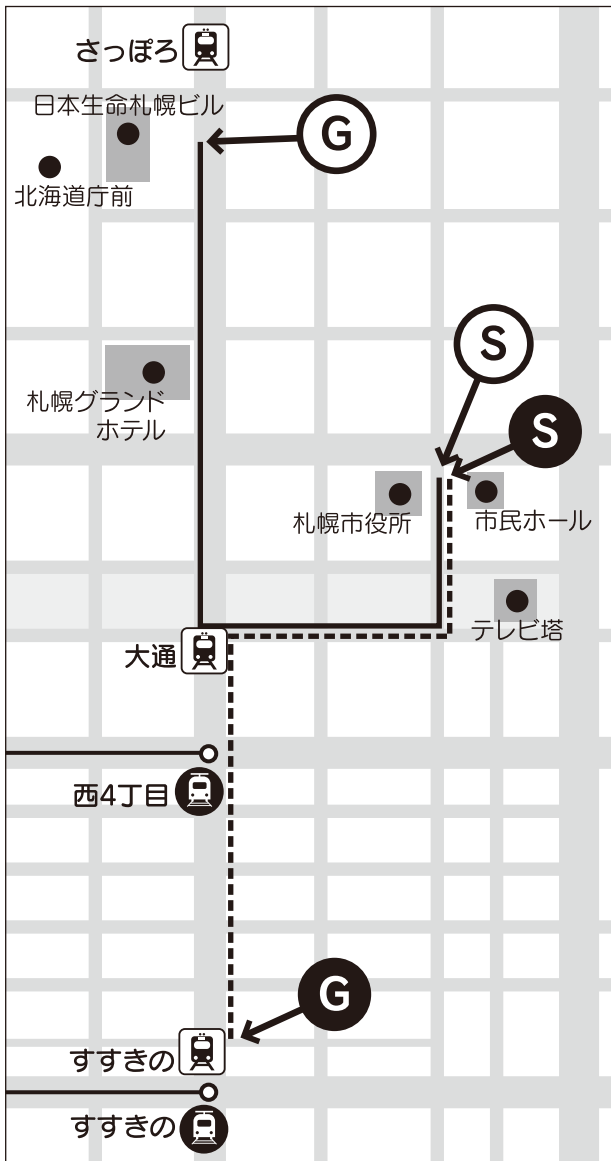 さっぽろ
日本生命札幌ビル
G
北海道庁前
S
札幌グランド
ホテル
S
札幌市役所
市民ホール
テレビ塔
大通
西4丁目
G
すすきの
すすきの